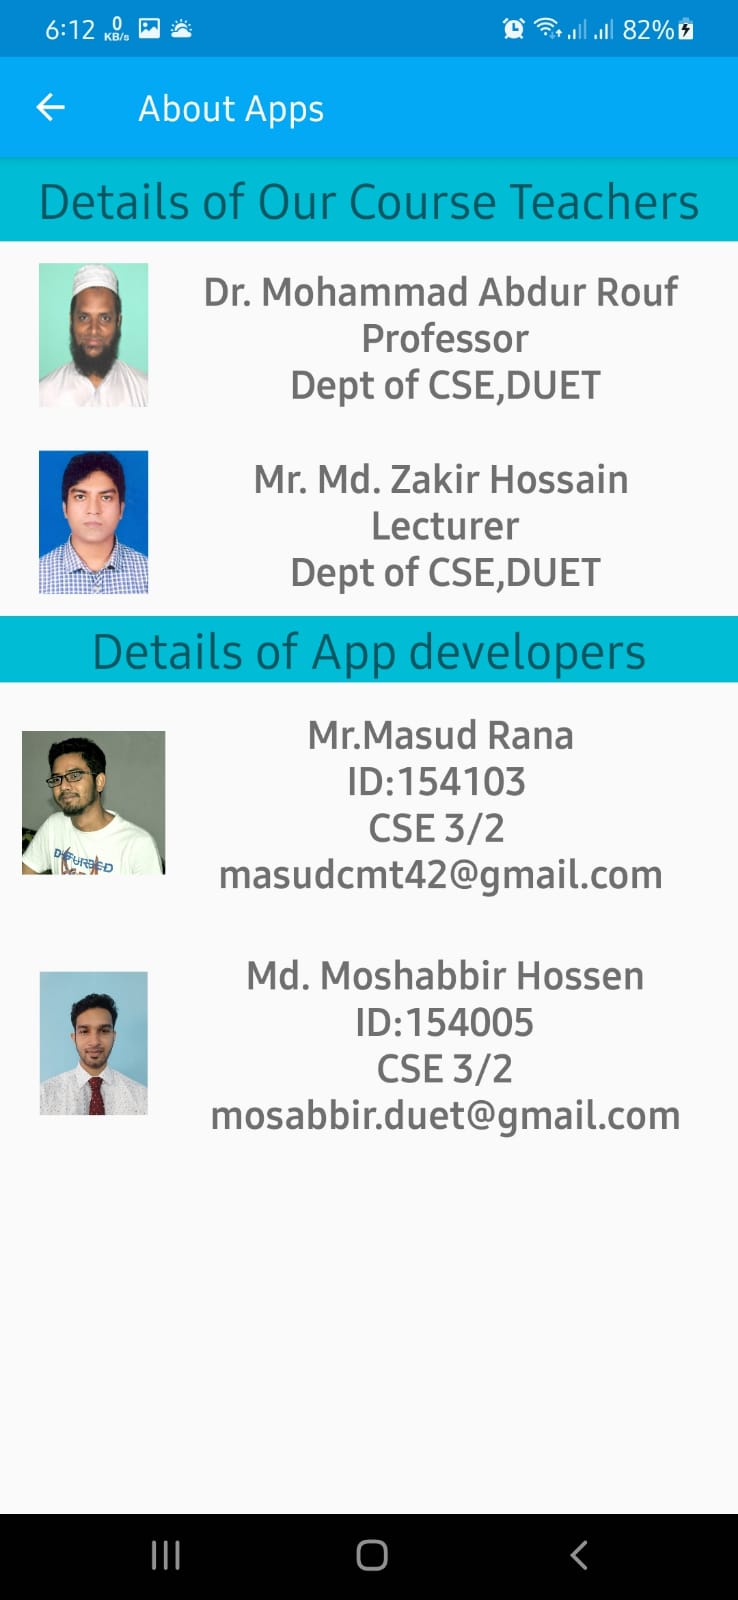 6:12 0 KB/s 82%
About Apps
Details of Our Course Teachers
Dr. Mohammad Abdur Rouf
Professor
Dept of CSE,DUET
Mr. Md. Zakir Hossain
Lecturer
Dept of CSE,DUET
Details of App developers
Mr.Masud Rana
ID:154103
CSE 3/2
masudcmt42@gmail.com
Md. Moshabbir Hossen
ID:154005
CSE 3/2
mosabbir.duet@gmail.com